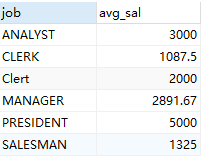 job avg_sal
ANALYST 3000
CLERK 1087.5
Clert 2000
MANAGER 2891.67
PRESIDENT 5000
SALESMAN 1325